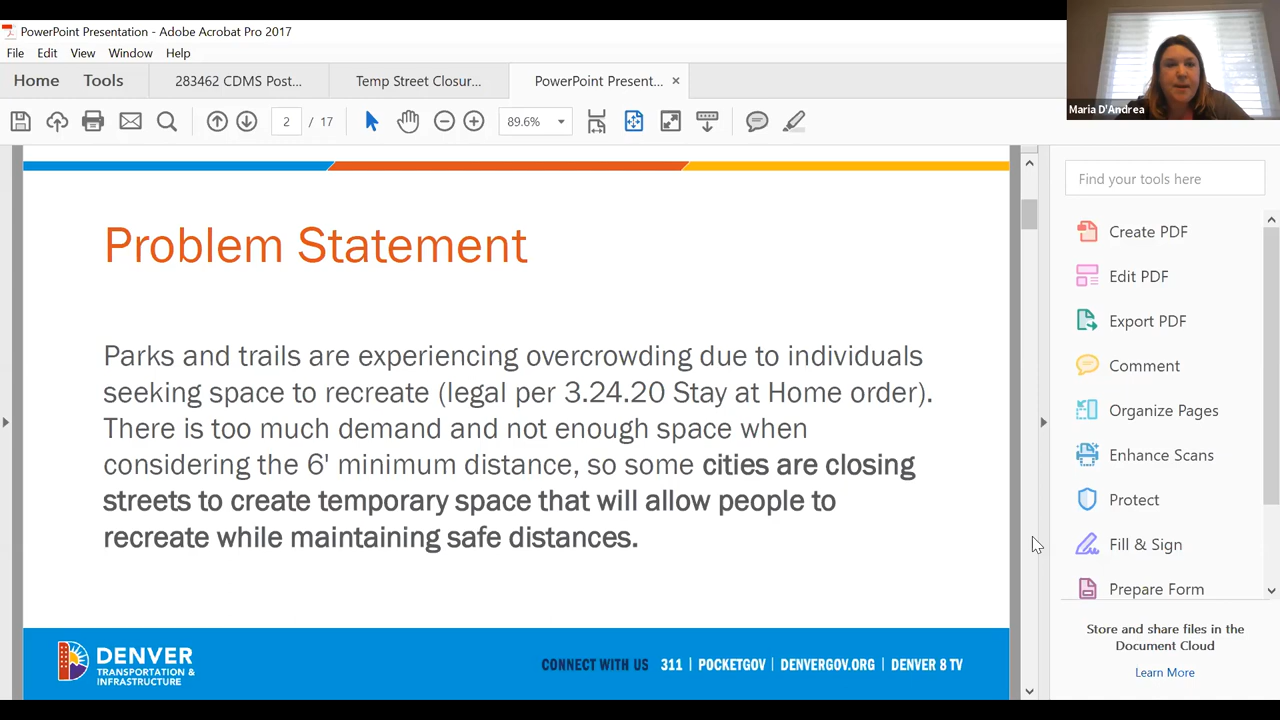 PowerPoint Presentation - Adobe Acrobat Pro 2017
File Edit View Window Help
Home Tools 283462 CDMS Post... Temp Street Closur... PowerPoint Present... ×
2 / 17 89.6%
Maria D'Andrea
Problem Statement
Parks and trails are experiencing overcrowding due to individuals
seeking space to recreate (legal per 3.24.20 Stay at Home order).
There is too much demand and not enough space when
considering the 6' minimum distance, so some cities are closing
streets to create temporary space that will allow people to
recreate while maintaining safe distances.
DENVER
TRANSPORTATION &
INFRASTRUCTURE
CONNECT WITH US 311 | POCKETGOV | DENVERGOV.ORG | DENVER 8 TV
Find your tools here
Create PDF
Edit PDF
Export PDF
Comment
Organize Pages
Enhance Scans
Protect
Fill & Sign
Prepare Form
Store and share files in the
Document Cloud
Learn More